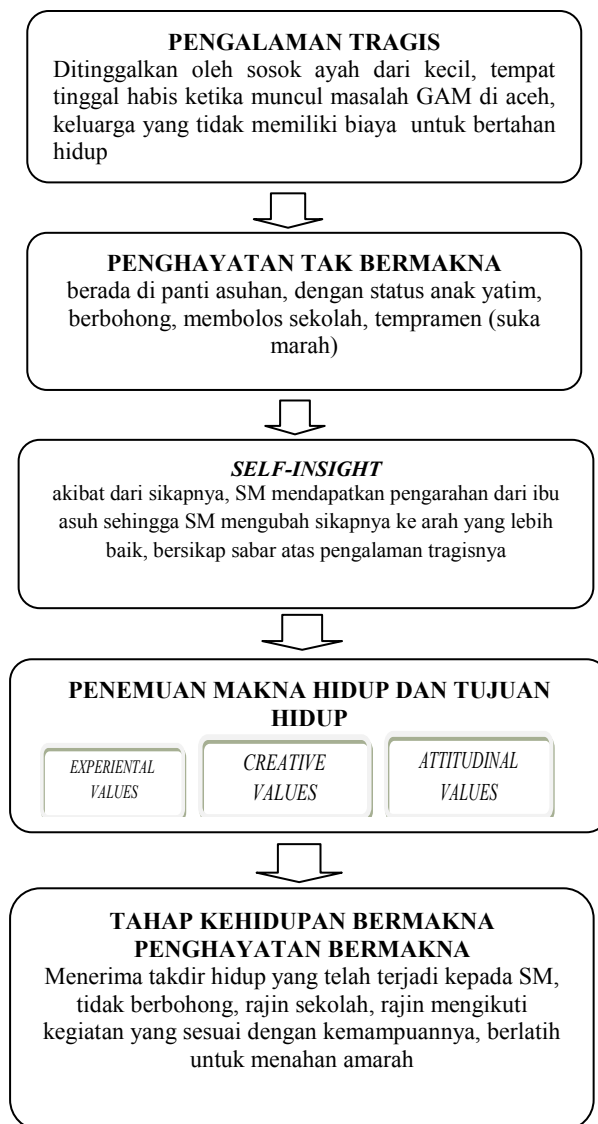 PENGALAMAN TRAGIS
Ditinggalkan oleh sosok ayah dari kecil, tempat
tinggal habis ketika muncul masalah GAM di aceh,
keluarga yang tidak memiliki biaya untuk bertahan
hidup
PENGHAYATAN TAK BERMAKNA
berada di panti asuhan, dengan status anak yatim,
berbohong, membolos sekolah, tempramen (suka
marah)
SELF-INSIGHT
akibat dari sikapnya, SM mendapatkan pengarahan dari ibu
asuh sehingga SM mengubah sikapnya ke arah yang lebih
baik, bersikap sabar atas pengalaman tragisnya
PENEMUAN MAKNA HIDUP DAN TUJUAN
HIDUP
EXPERIENTAL
VALUES
CREATIVE
VALUES
ATTITUDINAL
VALUES
TAHAP KEHIDUPAN BERMAKNA
PENGHAYATAN BERMAKNA
Menerima takdir hidup yang telah terjadi kepada SM,
tidak berbohong, rajin sekolah, rajin mengikuti
kegiatan yang sesuai dengan kemampuannya, berlatih
untuk menahan amarah